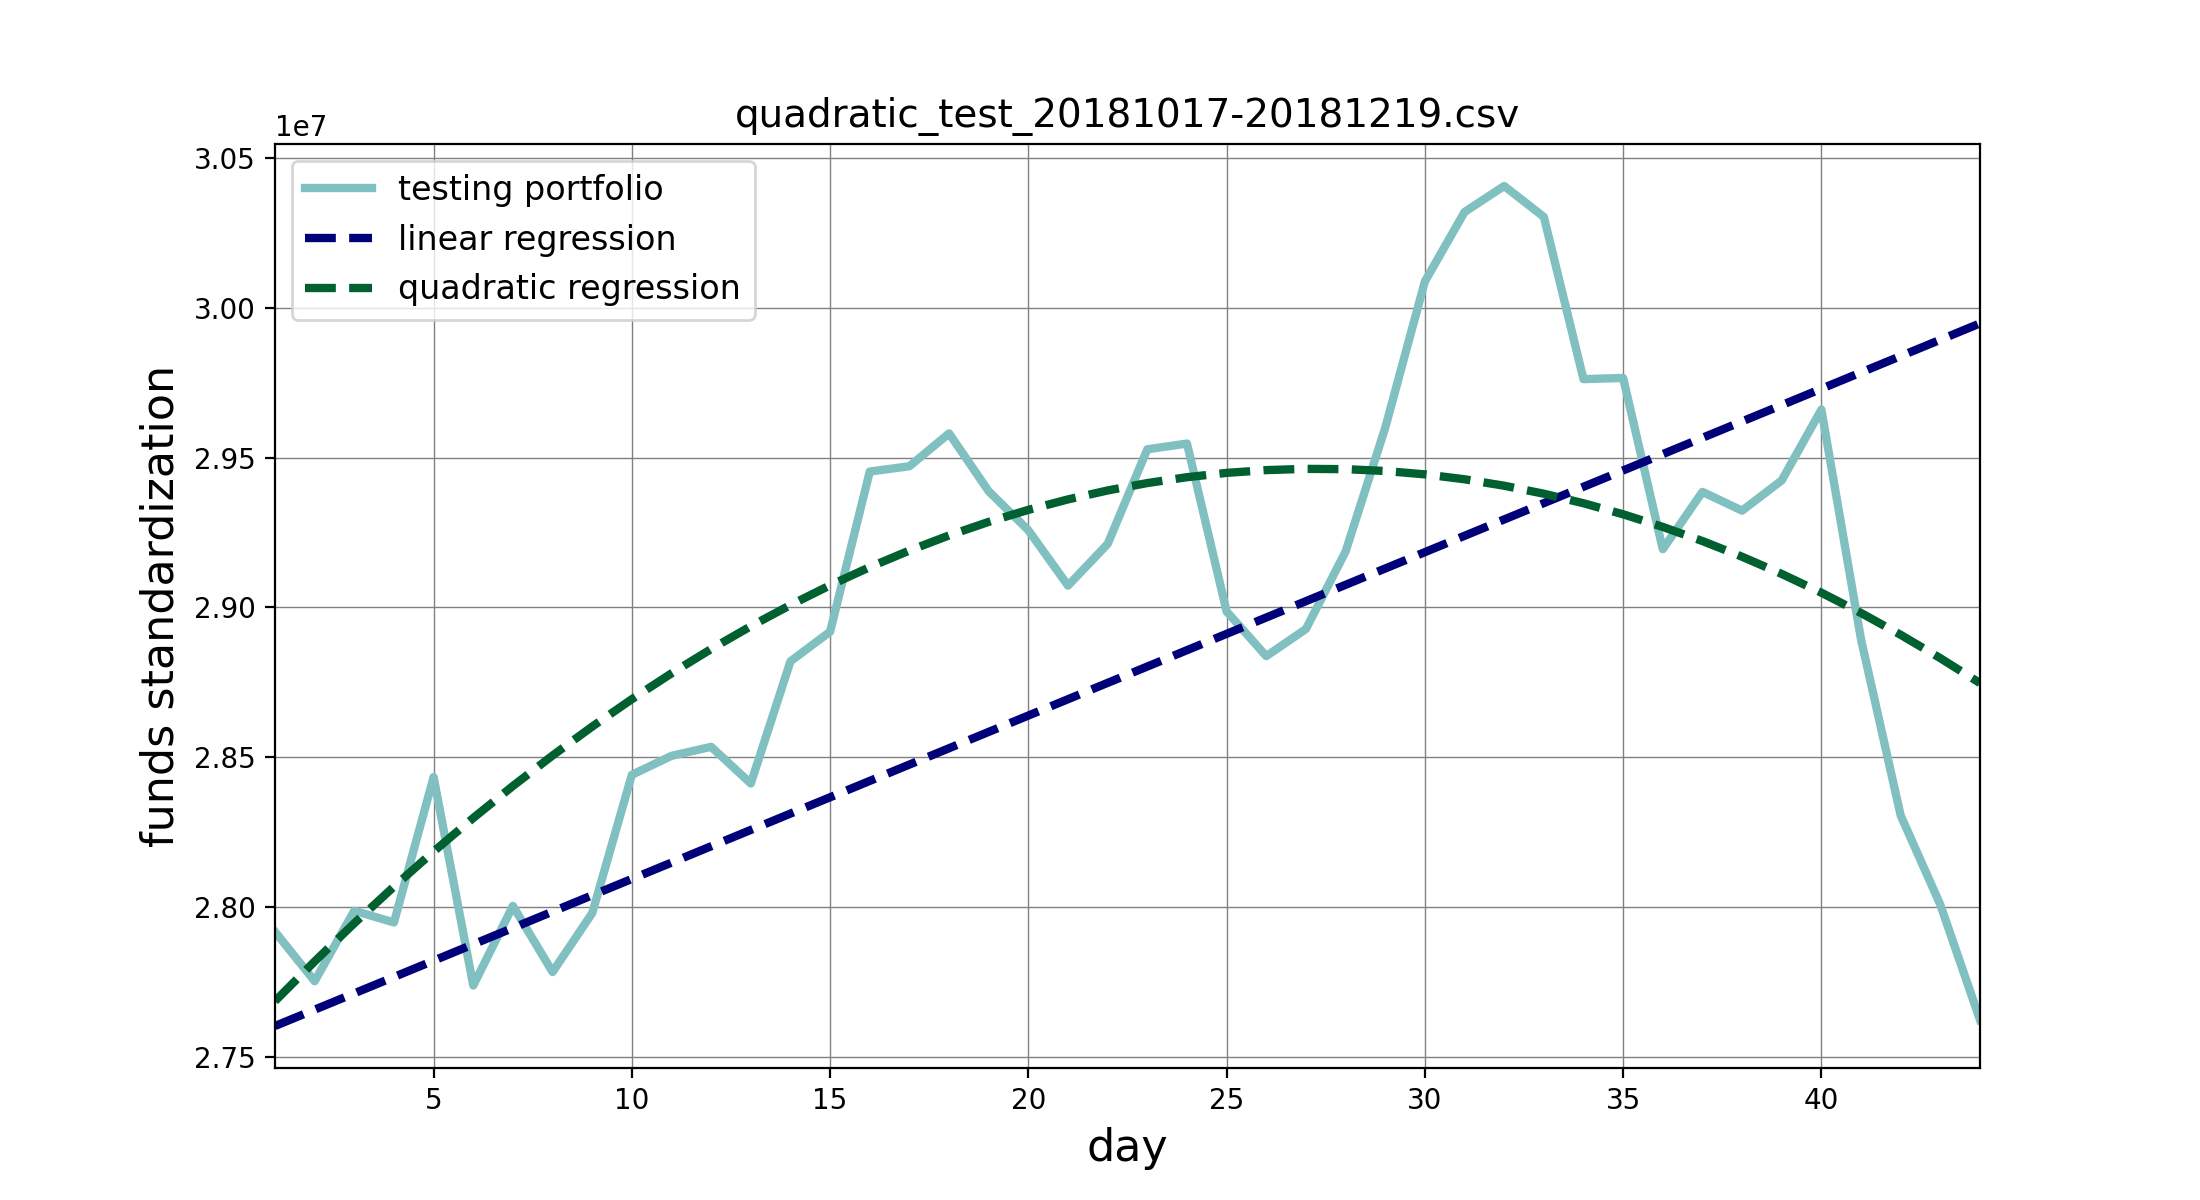 quadratic_test_20181017-20181219.csv
1e7
3.05
3.00
2.95
2.90
2.85
2.80
2.75
funds standardization
testing portfolio
linear regression
quadratic regression
5 10 15 20 25 30 35 40
day